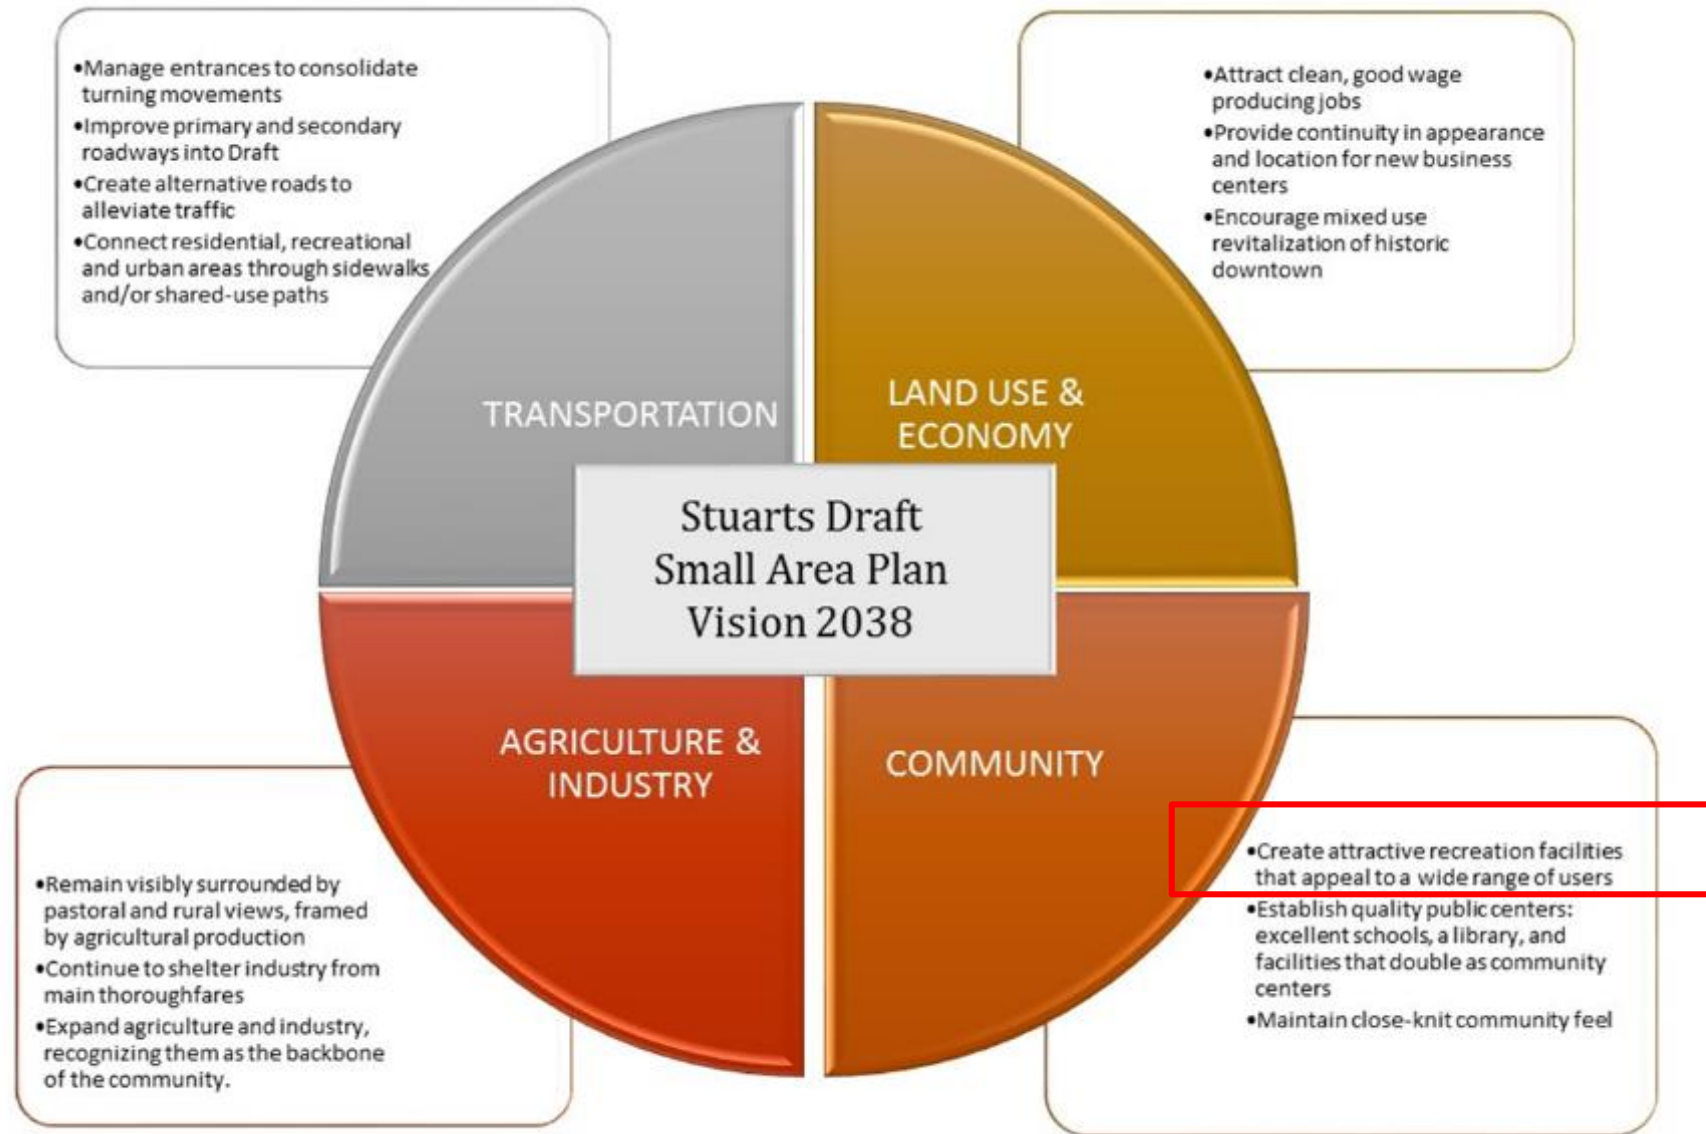 •Manage entrances to consolidate
turning movements
•Improve primary and secondary
roadways into Draft
•Create alternative roads to
alleviate traffic
•Connect residential, recreational
and urban areas through sidewalks
and/or shared-use paths
•Attract clean, good wage
producing jobs
•Provide continuity in appearance
and location for new business
centers
•Encourage mixed use
revitalization of historic
downtown
TRANSPORTATION
LAND USE &
ECONOMY
Stuarts Draft
Small Area Plan
Vision 2038
AGRICULTURE &
INDUSTRY
COMMUNITY
•Remain visibly surrounded by
pastoral and rural views, framed
by agricultural production
•Continue to shelter industry from
main thoroughfares
•Expand agriculture and industry,
recognizing them as the backbone
of the community.
•Create attractive recreation facilities
that appeal to a wide range of users
•Establish quality public centers:
excellent schools, a library, and
facilities that double as community
centers
•Maintain close-knit community feel